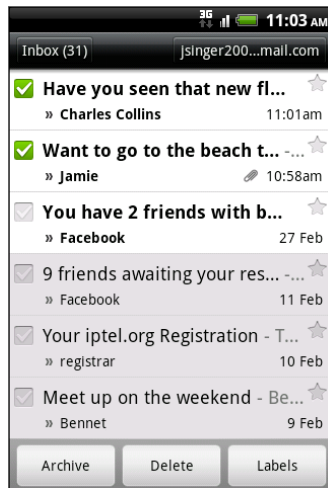 3G 11:03 AM
Inbox (31) jsinger200...mail.com
Have you seen that new fl...
» Charles Collins 11:01am
Want to go to the beach t... -...
» Jamie 10:58am
You have 2 friends with b...
» Facebook 27 Feb
9 friends awaiting your res... -...
» Facebook 11 Feb
Your iptel.org Registration - T...
» registrar 10 Feb
Meet up on the weekend - Be...
» Bennet 9 Feb
Archive Delete Labels